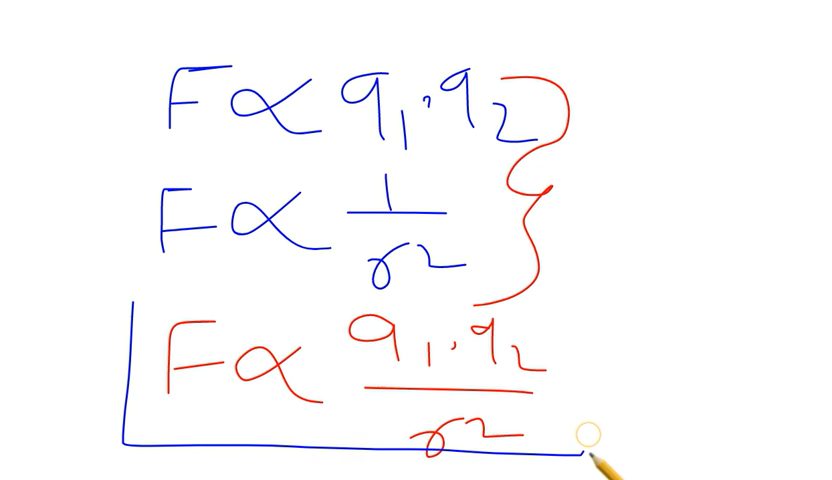 F ∝ q₁·q₂
F ∝ 1/r²
F ∝ q₁·q₂/r²